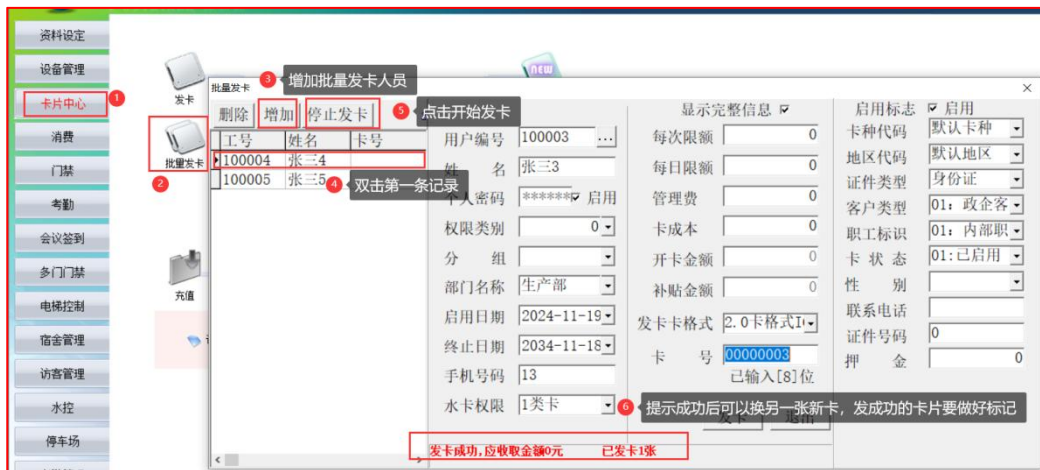 资料设定
设备管理
卡片中心
消费
门禁
考勤
会议签到
多门门禁
电梯控制
宿舍管理
访客管理
水控
停车场
1
发卡
批量发卡
2
充值
NEW
批量发卡
3 增加批量发卡人员
×
删除 增加 停止发卡
5 点击开始发卡
工号 姓名 卡号
100004 张三4
100005 张三5
4 双击第一条记录
用户编号 100003 ...
姓 名 张三3
个人密码 ****** 启用
权限类别 0
分 组
部门名称 生产部
启用日期 2024-11-19
终止日期 2034-11-18
手机号码 13
水卡权限 1类卡
显示完整信息
每次限额 0
每日限额 0
管理费 0
卡成本 0
开卡金额 0
补贴金额 0
发卡卡格式 2.0卡格式I
卡 号 00000003
已输入[8]位
启用标志 启用
卡种代码 默认卡种
地区代码 默认地区
证件类型 身份证
客户类型 01: 政企客
职工标识 01: 内部职
卡 状 态 01:已启用
性 别
联系电话
证件号码 0
押 金 0
6 提示成功后可以换另一张新卡，发成功的卡片要做好标记
发卡 退出
发卡成功,应收取金额0元 已发卡1张